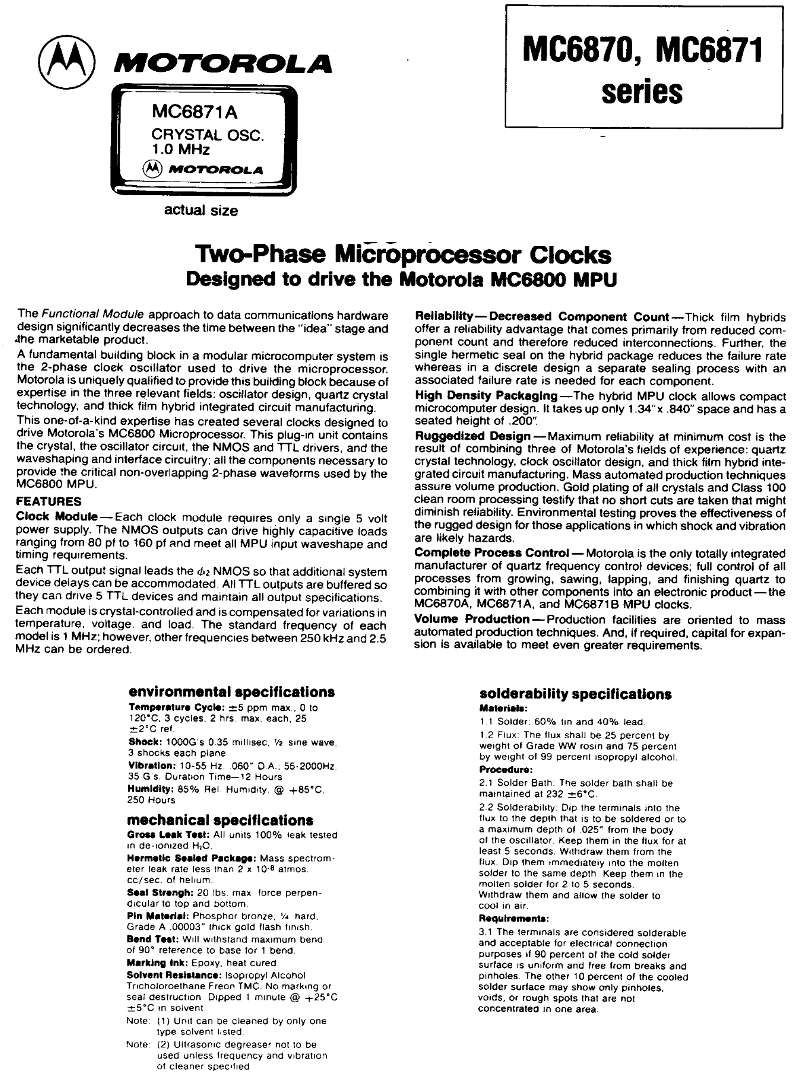 MOTOROLA
MC6870, MC6871
series
MC6871A
CRYSTAL OSC.
1.0 MHz
MOTOROLA
actual size
Two-Phase Microprocessor Clocks
Designed to drive the Motorola MC6800 MPU
The Functional Module approach to data communications hardware
design significantly decreases the time between the "idea" stage and
the marketable product.
A fundamental building block in a modular microcomputer system is
the 2-phase clock oscillator used to drive the microprocessor.
Motorola is uniquely qualified to provide this building block because of
expertise in the three relevant fields: oscillator design, quartz crystal
technology, and thick film hybrid integrated circuit manufacturing.
This one-of-a-kind expertise has created several clocks designed to
drive Motorola's MC6800 Microprocessor. This plug-in unit contains
the crystal, the oscillator circuit, the NMOS and TTL drivers, and the
waveshaping and interface circuitry; all the components necessary to
provide the critical non-overlapping 2-phase waveforms used by the
MC6800 MPU.
FEATURES
Clock Module—Each clock module requires only a single 5 volt
power supply. The NMOS outputs can drive highly capacitive loads
ranging from 80 pf to 160 pf and meet all MPU input waveshape and
timing requirements.
Each TTL output signal leads the ϕ2 NMOS so that additional system
device delays can be accommodated. All TTL outputs are buffered so
they can drive 5 TTL devices and maintain all output specifications.
Each module is crystal-controlled and is compensated for variations in
temperature, voltage, and load. The standard frequency of each
model is 1 MHz; however, other frequencies between 250 kHz and 2.5
MHz can be ordered.
Reliability—Decreased Component Count—Thick film hybrids
offer a reliability advantage that comes primarily from reduced com-
ponent count and therefore reduced interconnections. Further, the
single hermetic seal on the hybrid package reduces the failure rate
whereas in a discrete design a separate sealing process with an
associated failure rate is needed for each component.
High Density Packaging—The hybrid MPU clock allows compact
microcomputer design. It takes up only 1.34"x .840" space and has a
seated height of .200".
Ruggedized Design—Maximum reliability at minimum cost is the
result of combining three of Motorola's fields of experience: quartz
crystal technology, clock oscillator design, and thick film hybrid inte-
grated circuit manufacturing. Mass automated production techniques
assure volume production. Gold plating of all crystals and Class 100
clean room processing testify that no short cuts are taken that might
diminish reliability. Environmental testing proves the effectiveness of
the rugged design for those applications in which shock and vibration
are likely hazards.
Complete Process Control—Motorola is the only totally integrated
manufacturer of quartz frequency control devices; full control of all
processes from growing, sawing, lapping, and finishing quartz to
combining it with other components into an electronic product—the
MC6870A, MC6871A, and MC6871B MPU clocks.
Volume Production—Production facilities are oriented to mass
automated production techniques. And, if required, capital for expan-
sion is available to meet even greater requirements.
environmental specifications
Temperature Cycle: ±5 ppm max., 0 to
120°C, 3 cycles, 2 hrs. max. each, 25
±2°C ref.
Shock: 1000G's 0.35 millisec, ½ sine wave,
3 shocks each plane
Vibration: 10-55 Hz .060" D.A.; 55-2000Hz,
35 G's. Duration Time—12 Hours
Humidity: 85% Rel. Humidity, @ +85°C,
250 Hours
mechanical specifications
Gross Leak Test: All units 100% leak tested
in de-ionized H₂O.
Hermetic Sealed Package: Mass spectrom-
eter leak rate less than 2 x 10⁻⁸ atmos.
cc/sec. of helium.
Seal Strengh: 20 lbs. max force perpen-
dicular to top and bottom.
Pin Material: Phosphor bronze, ¼ hard,
Grade A .00003" thick gold flash finish.
Bend Test: Will withstand maximum bend
of 90° reference to base for 1 bend.
Marking Ink: Epoxy, heat cured
Solvent Resistance: Isopropyl Alcohol
Tricholoroethane Freon TMC. No marking or
seal destruction. Dipped 1 minute @ +25°C
±5°C in solvent.
Note: (1) Unit can be cleaned by only one
type solvent listed.
Note: (2) Ultrasonic degreaser not to be
used unless frequency and vibration
of cleaner specified
solderability specifications
Materials:
1.1 Solder: 60% tin and 40% lead.
1.2 Flux: The flux shall be 25 percent by
weight of Grade WW rosin and 75 percent
by weight of 99 percent isopropyl alcohol.
Procedure:
2.1 Solder Bath: The solder bath shall be
maintained at 232 ±6°C.
2.2 Solderability: Dip the terminals into the
flux to the depth that is to be soldered or to
a maximum depth of .025" from the body
of the oscillator. Keep them in the flux for at
least 5 seconds. Withdraw them from the
flux. Dip them immediately into the molten
solder to the same depth. Keep them in the
molten solder for 2 to 5 seconds.
Withdraw them and allow the solder to
cool in air.
Requirements:
3.1 The terminals are considered solderable
and acceptable for electrical connection
purposes if 90 percent of the cold solder
surface is uniform and free from breaks and
pinholes. The other 10 percent of the cooled
solder surface may show only pinholes,
voids, or rough spots that are not
concentrated in one area.